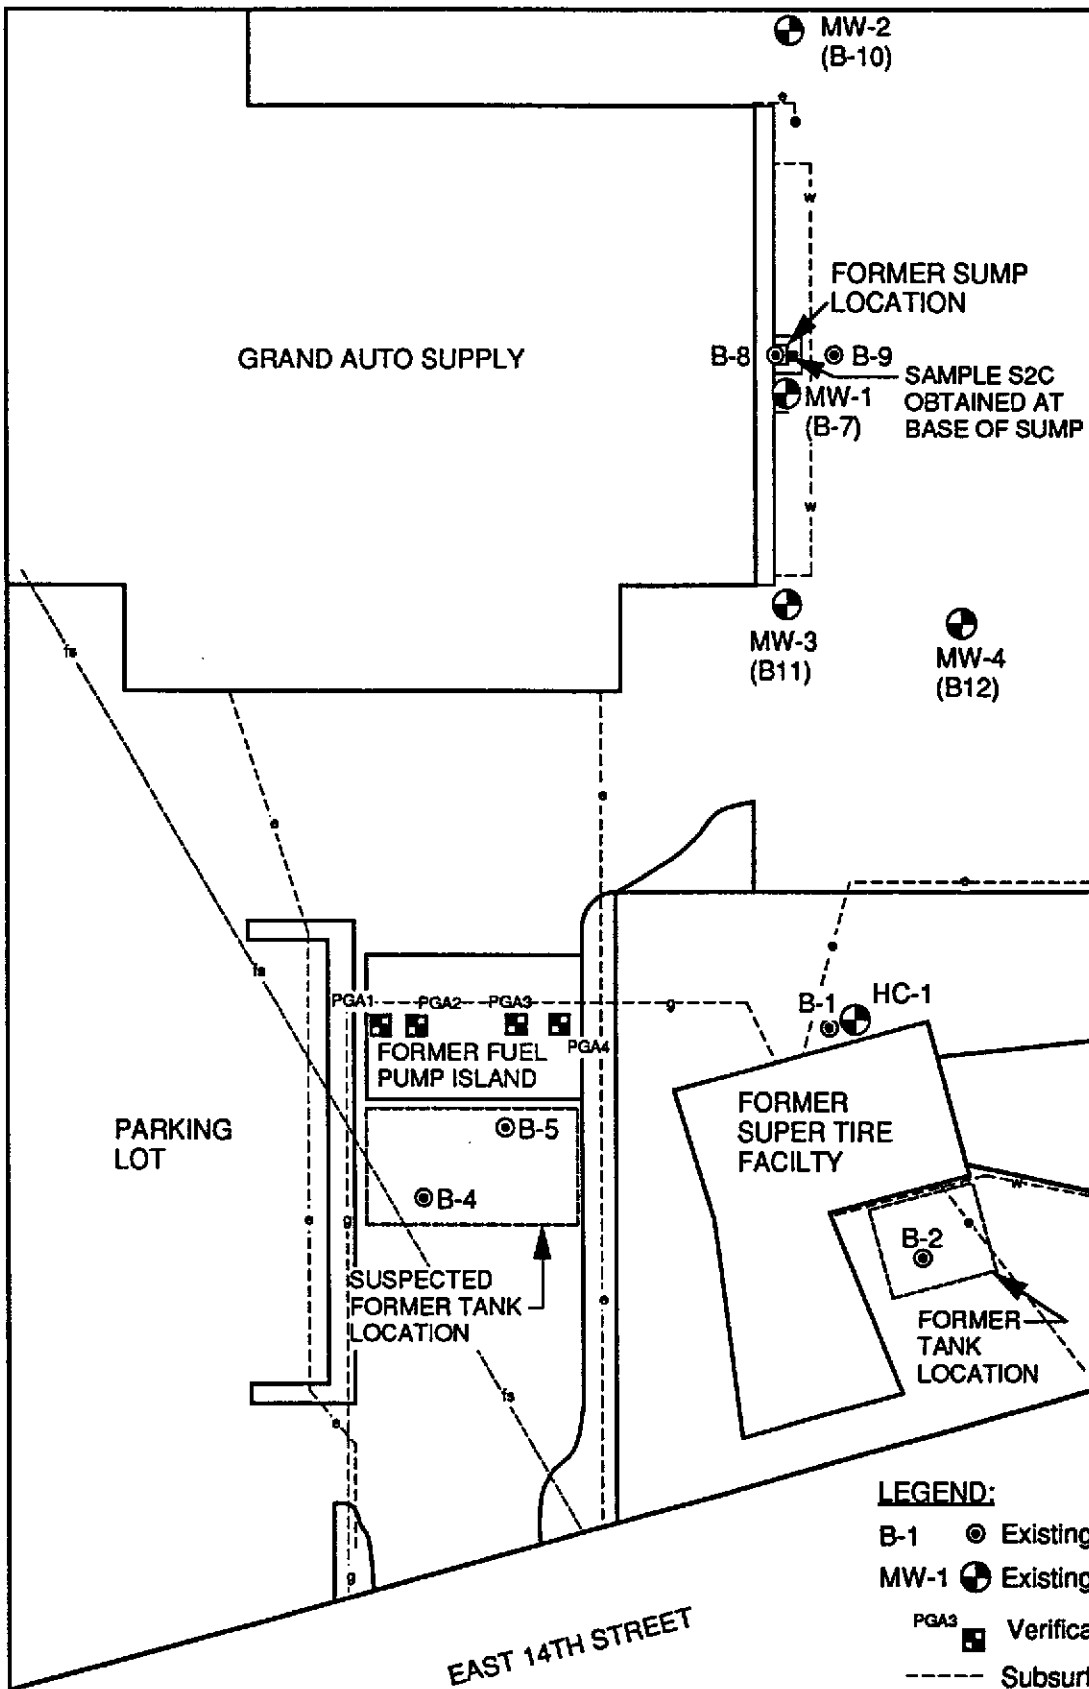 MW-2
(B-10)
e
e
w
FORMER SUMP
LOCATION
GRAND AUTO SUPPLY
B-8
B-9
SAMPLE S2C
OBTAINED AT
BASE OF SUMP
MW-1
(B-7)
w
MW-3
(B11)
MW-4
(B12)
fs
e
e
e
e
fs
PGA1
PGA2
PGA3
g
B-1
HC-1
PGA4
FORMER FUEL
PUMP ISLAND
PARKING
LOT
B-5
FORMER
SUPER TIRE
FACILTY
B-4
w
e
g
e
B-2
SUSPECTED
FORMER TANK
LOCATION
e
FORMER
TANK
LOCATION
fs
e
g
LEGEND:
B-1 Existing
MW-1 Existing
PGA3 Verifica
Subsurf
EAST 14TH STREET